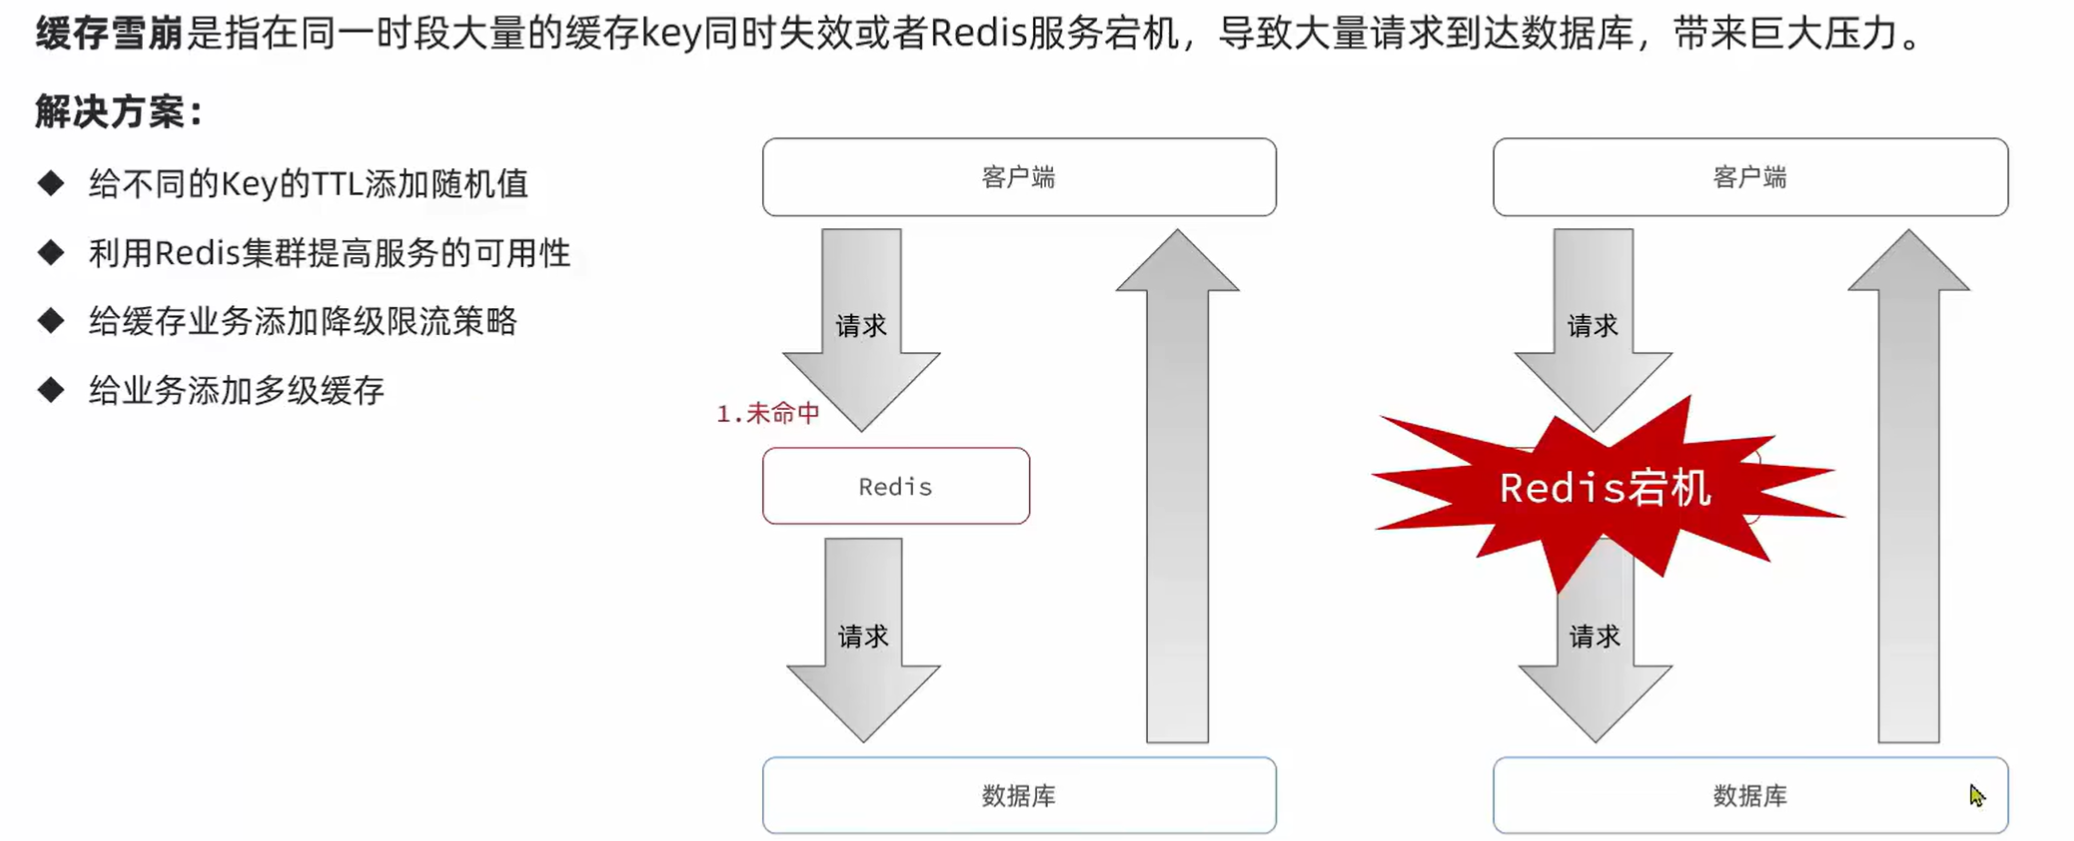 缓存雪崩是指在同一时段大量的缓存key同时失效或者Redis服务宕机，导致大量请求到达数据库，带来巨大压力。
解决方案：
◆ 给不同的Key的TTL添加随机值
◆ 利用Redis集群提高服务的可用性
◆ 给缓存业务添加降级限流策略
◆ 给业务添加多级缓存
客户端
请求
1.未命中
Redis
请求
数据库
客户端
请求
Redis宕机
请求
数据库